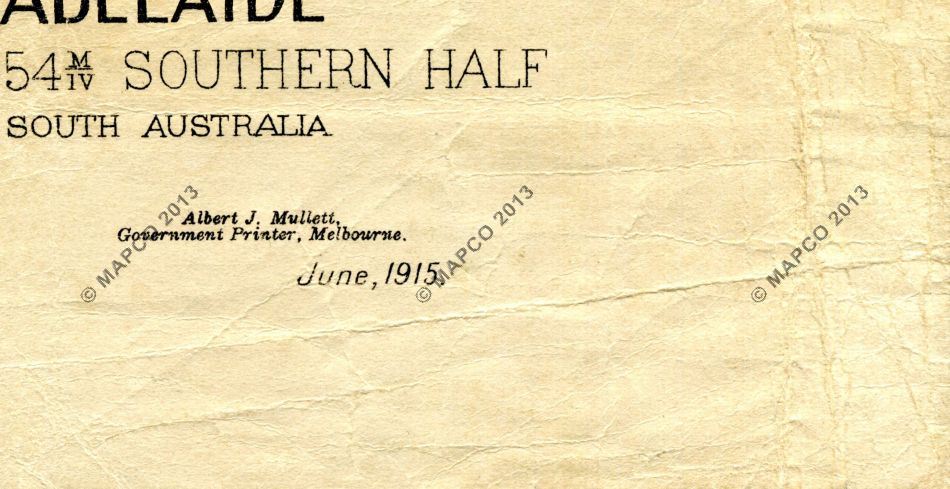 ADELAIDE
54 M/IV SOUTHERN HALF
SOUTH AUSTRALIA
Albert J. Mullett,
Government Printer, Melbourne.
June, 1915.
© MAPCO 2013
© MAPCO 2013
© MAPCO 2013